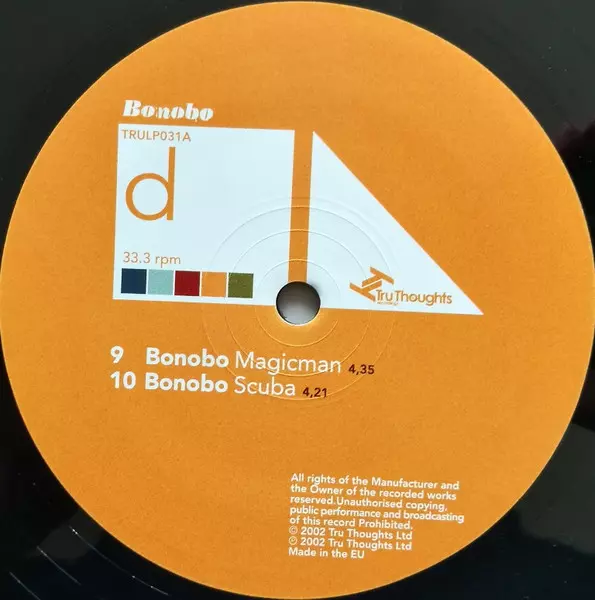 Bonobo
TRULP031A
d
33.3 rpm
Tru Thoughts
9 Bonobo Magicman 4,35
10 Bonobo Scuba 4,21
All rights of the Manufacturer and
the Owner of the recorded works
reserved.Unauthorised copying,
public performance and broadcasting
of this record Prohibited.
© 2002 Tru Thoughts Ltd
℗ 2002 Tru Thoughts Ltd
Made in the EU